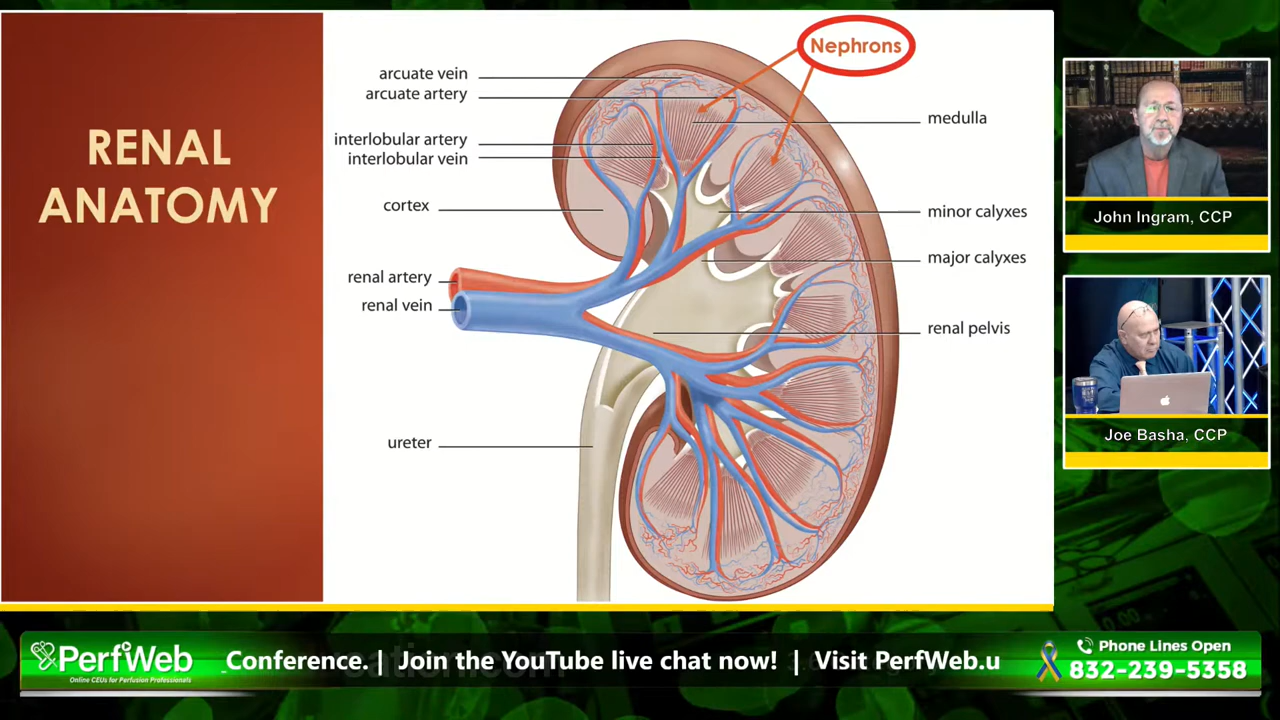 RENAL
ANATOMY
Nephrons
arcuate vein
arcuate artery
interlobular artery
interlobular vein
cortex
renal artery
renal vein
ureter
medulla
minor calyxes
major calyxes
renal pelvis
John Ingram, CCP
Joe Basha, CCP
PerfWeb
Online CEUs for Perfusion Professionals
Conference. | Join the YouTube live chat now! | Visit PerfWeb.u
Phone Lines Open
832-239-5358